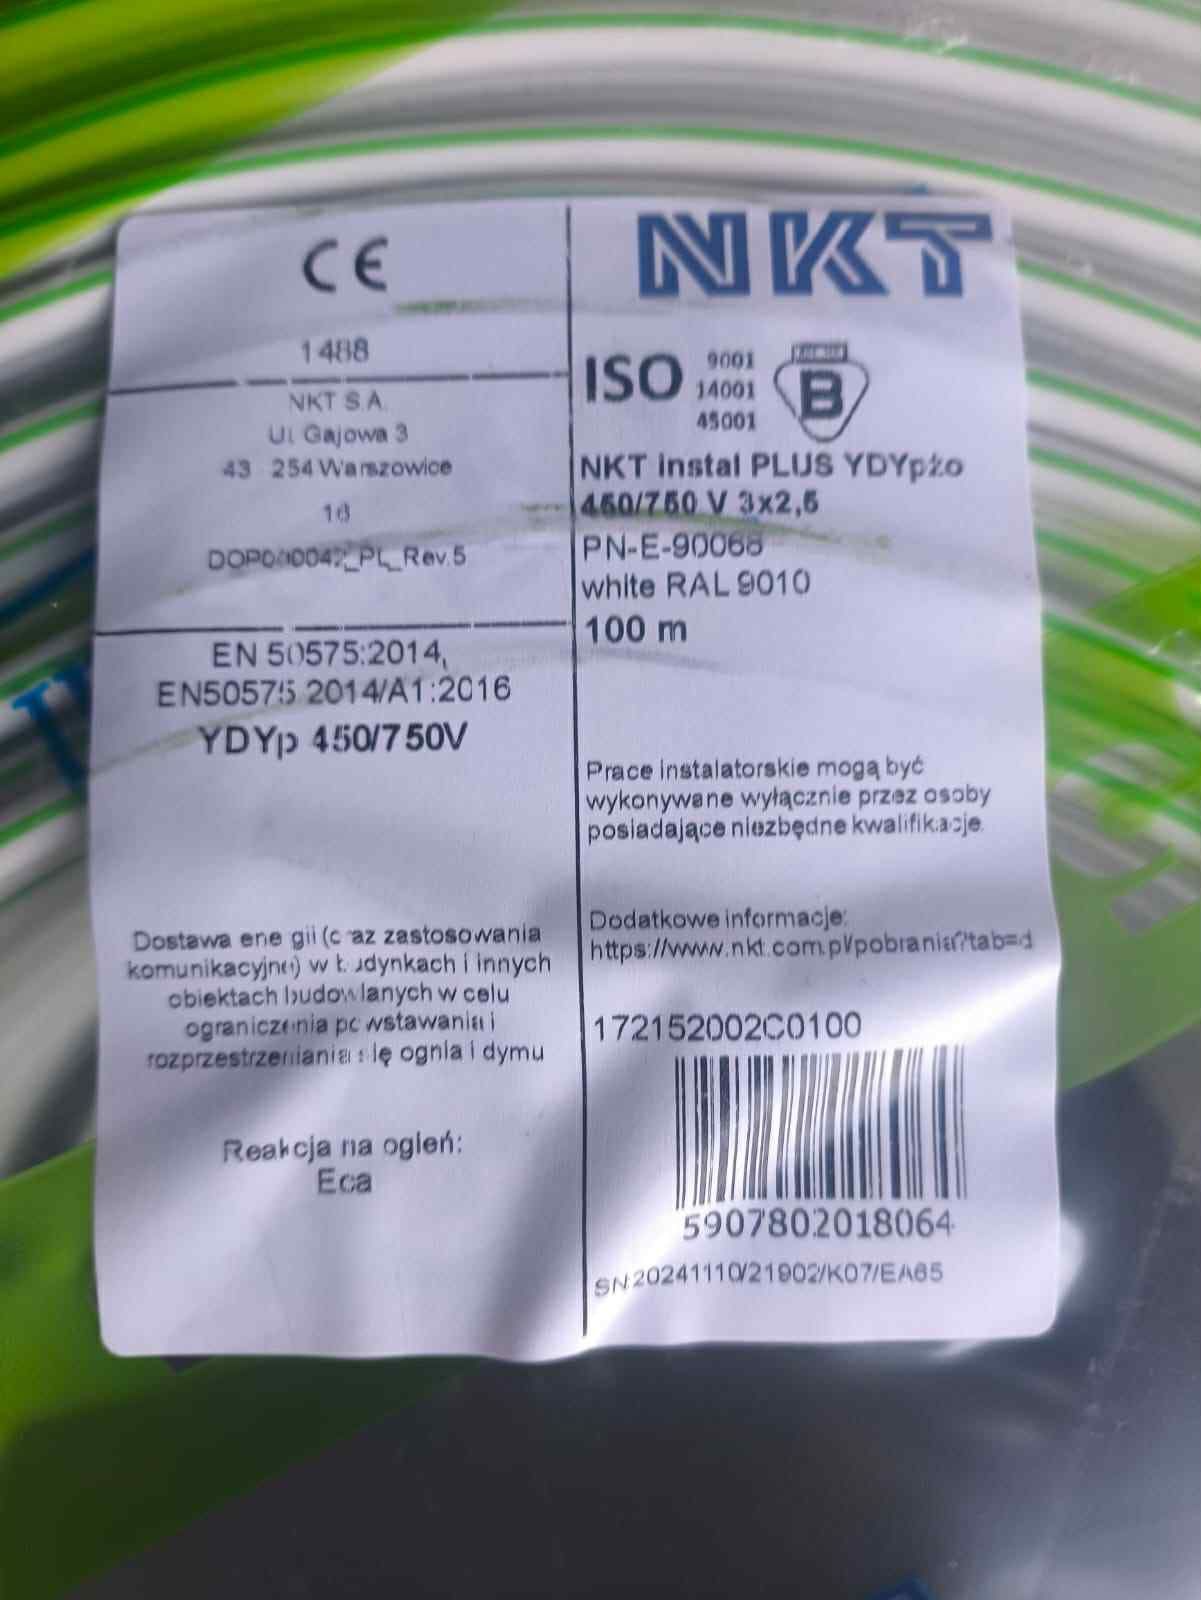 CE
1488
NKT S.A.
Ul. Gajowa 3
43 254 Warszowice
16
DOP000042_PL_Rev.5
EN 50575:2014,
EN50575 2014/A1:2016
YDYp 450/750V
Dostawa energii (oraz zastosowania
komunikacyjne) w budynkach i innych
obiektach budowlanych w celu
ograniczenia powstawania i
rozprzestrzeniania się ognia i dymu
Reakcja na ogień:
Eca
NKT
ISO 9001
14001
45001
B
NKT instal PLUS YDYpżo
450/750 V 3x2,5
PN-E-90068
white RAL 9010
100 m
Prace instalatorskie mogą być
wykonywane wyłącznie przez osoby
posiadające niezbędne kwalifikacje.
Dodatkowe informacje:
https://www.nkt.com.pl/pobrania?tab=d
172152002C0100
5907802018064
SN:20241110/21902/K07/EA65